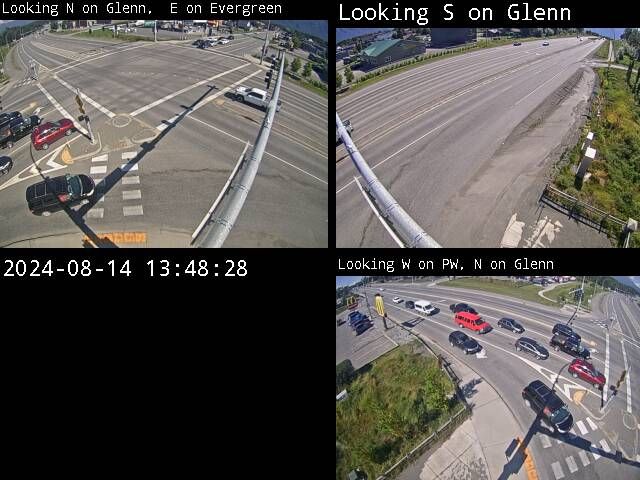 Looking N on Glenn,  E on Evergreen
Looking S on Glenn
2024-08-14 13:48:28
Looking W on PW, N on Glenn